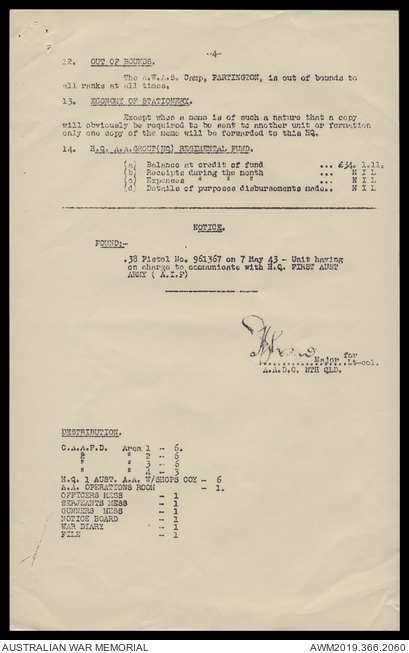 --4--
12. OUT OF BOUNDS.
The A.W.A.S. Camp, PARTINGTON, is out of bounds to
all ranks at all times.
13. ECONOMY OF STATIONERY.
Except when a memo is of such a nature that a copy
will obviously be required to be sent to another unit or formation
only one copy of the memo will be forwarded to this HQ.
14. H.Q. A.A.GROUP(NQ) REGIMENTAL FUND.
(a) Balance at credit of fund ... £34. 1.11.
(b) Receipts during the month ... N I L
(c) Expenses " " " ... N I L
(d) Details of purposes disbursements made.. N I L
NOTICE.
FOUND:-
.38 Pistol No. 961367 on 7 May 43 - Unit having
on charge to communicate with H.Q. FIRST AUST
ARMY ( A.I.F)
Major for
Lt-col.
A.A.D.C. NTH QLD.
DISTRIBUTION.
G.A.A.F.D. Area 1 - 6.
" " 2 - 6
" " 3 - 6
" " 4 - 3
H.Q. 1 AUST. A.A. W/SHOPS COY - 6
A.A. OPERATIONS ROOM - 1.
OFFICERS MESS - 1
SERGEANTS MESS - 1
GUNNERS MESS - 1
NOTICE BOARD - 1
WAR DIARY - 1
FILE - 1
AUSTRALIAN WAR MEMORIAL AWM2019.366.2060